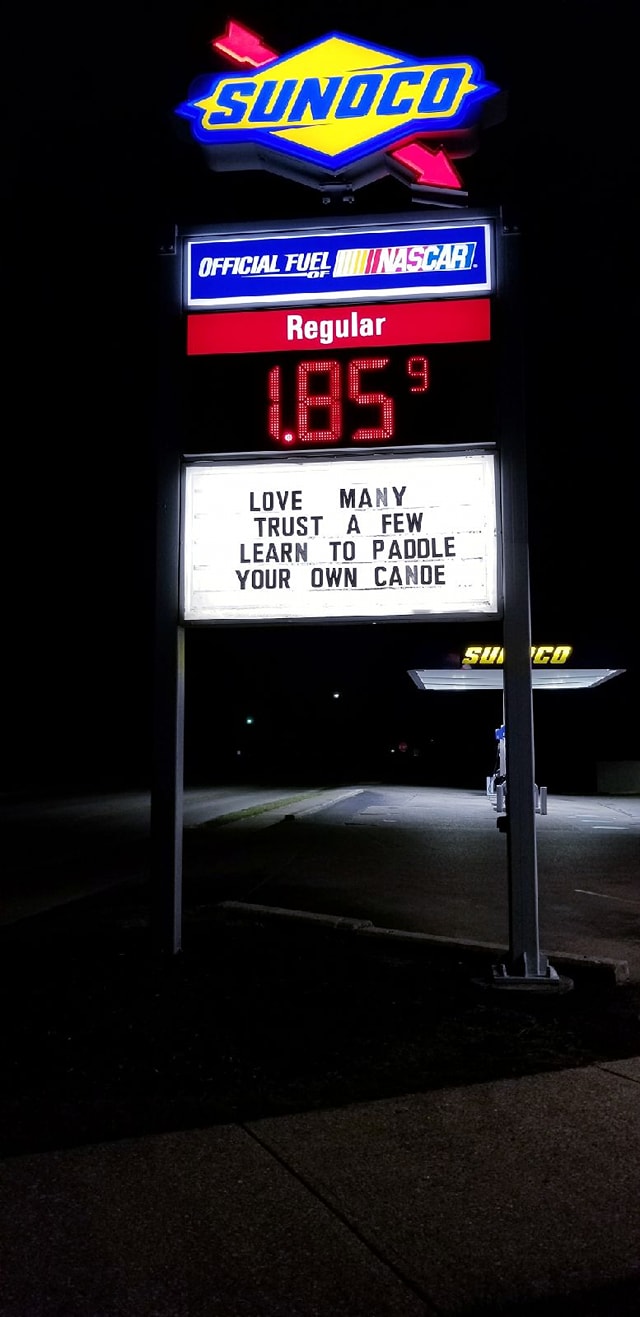 SUNOCO
OFFICIAL FUEL
OF NASCAR
Regular
1.85 9
LOVE MANY
TRUST A FEW
LEARN TO PADDLE
YOUR OWN CANOE
SUNOCO